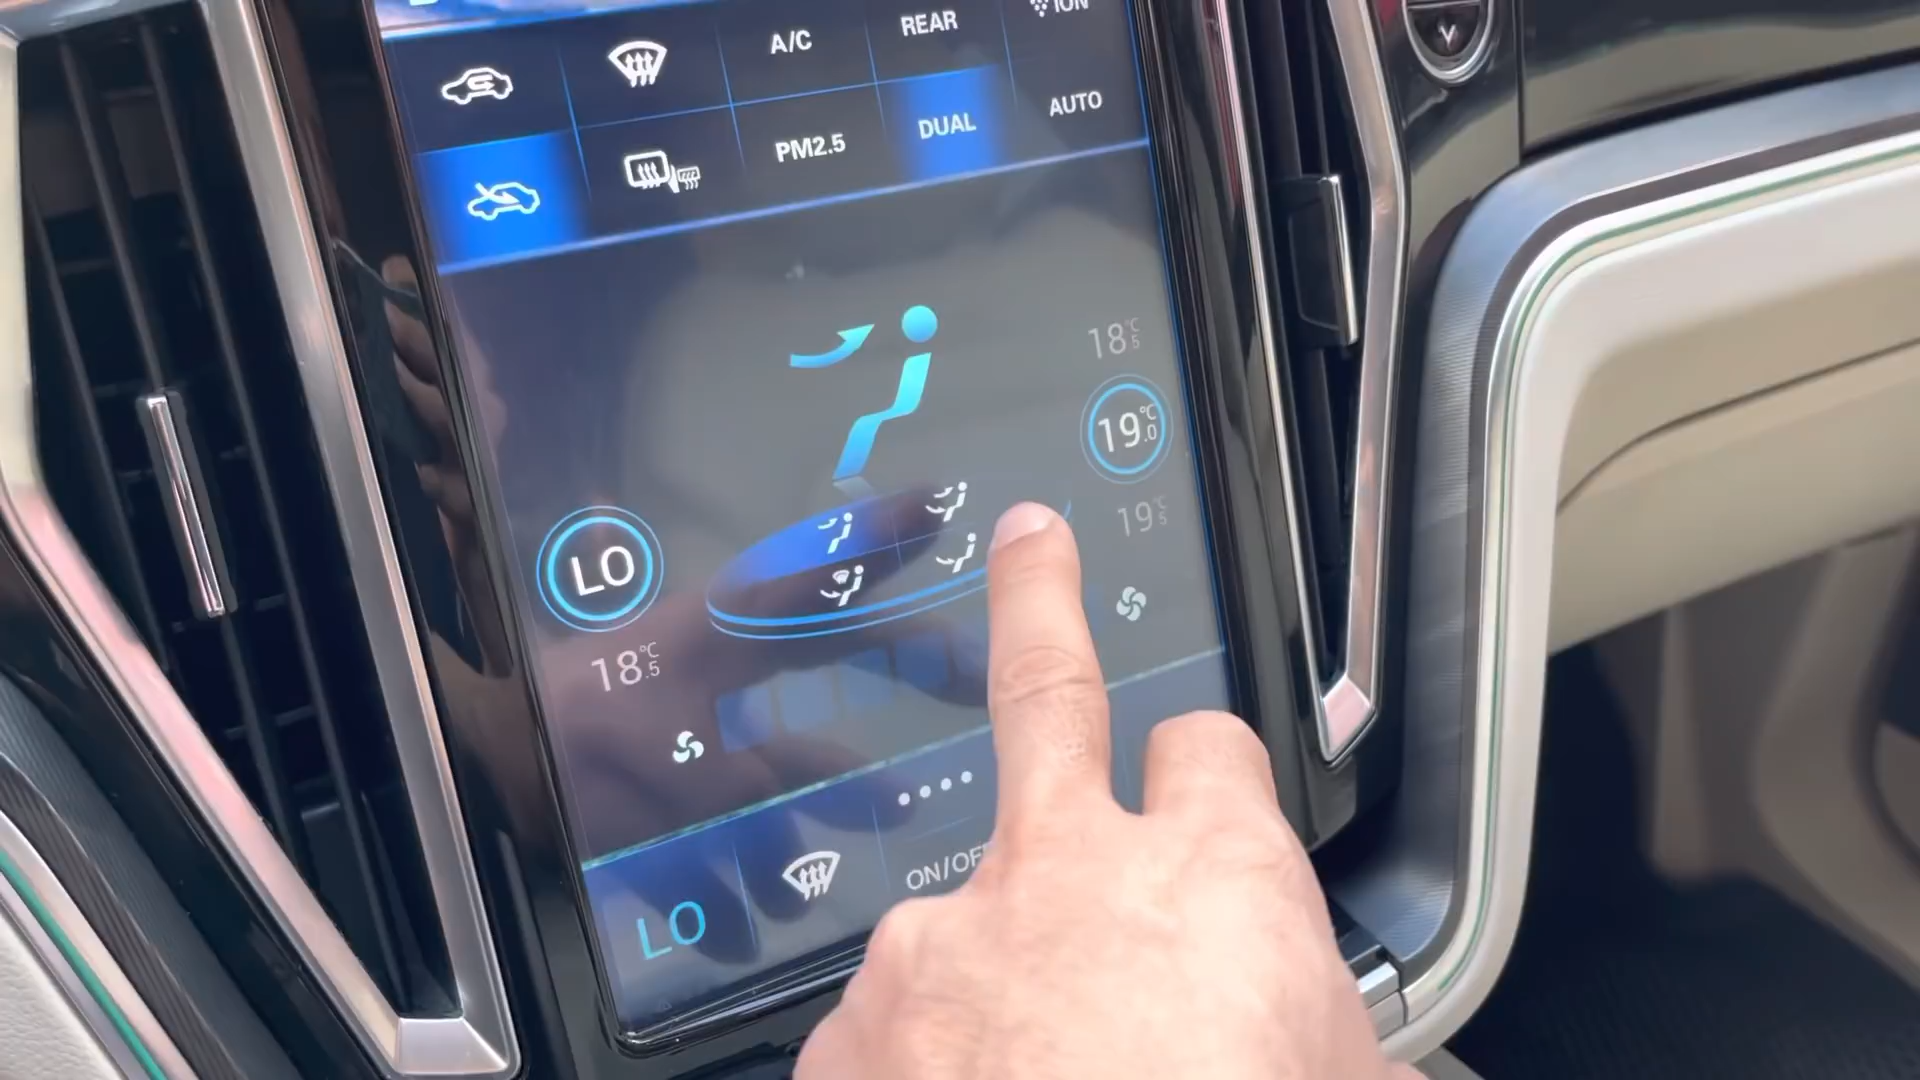 A/C
REAR
ION
PM2.5
DUAL
AUTO
18.5°C
19.0°C
19.5°C
LO
18.5°C
ON/OFF
LO